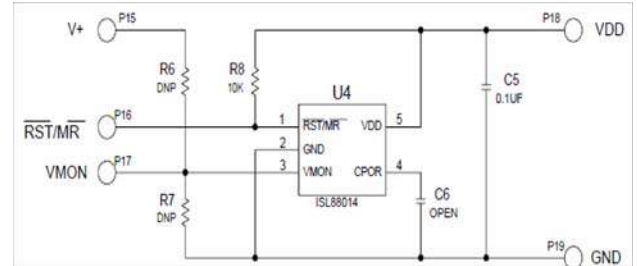 V+ P15
P18 VDD
R6
DNP
R8
10K
U4
C5
0.1UF
P16
RST/MR
1 RST/MR VDD 5
2 GND
P17
VMON
3 VMON CPOR 4
ISL88014
R7
DNP
C6
OPEN
P19 GND